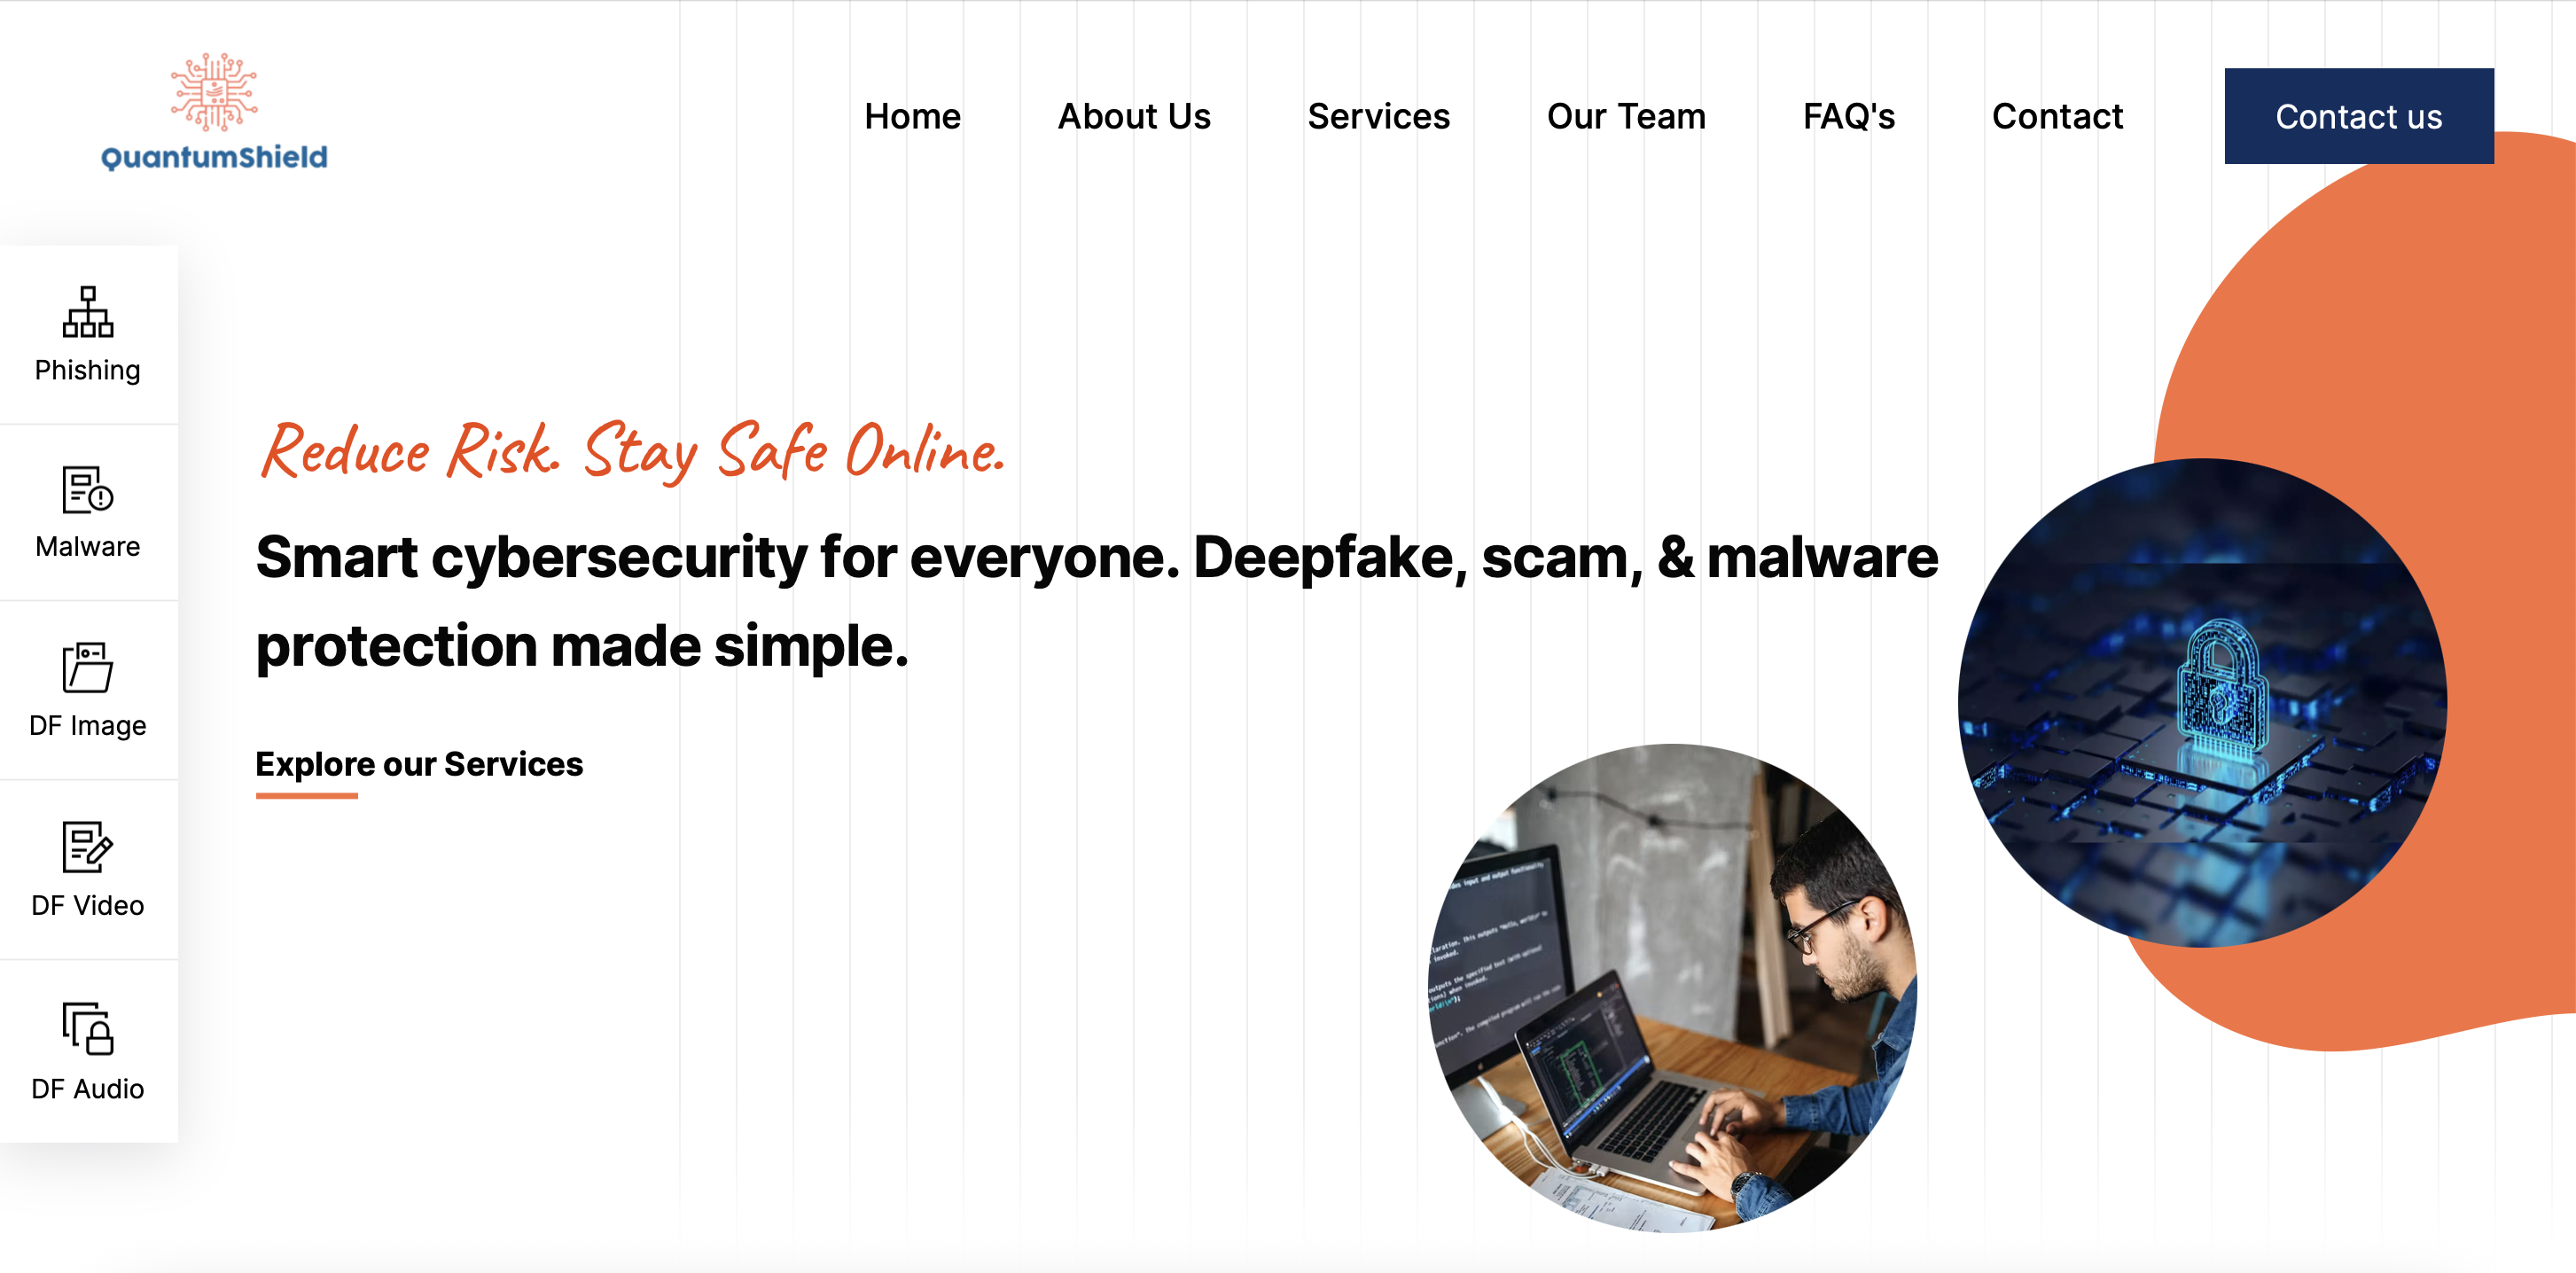 QuantumShield
Home About Us Services Our Team FAQ's Contact Contact us
Phishing
Malware
DF Image
DF Video
DF Audio
Reduce Risk. Stay Safe Online.
Smart cybersecurity for everyone. Deepfake, scam, & malware
protection made simple.
Explore our Services